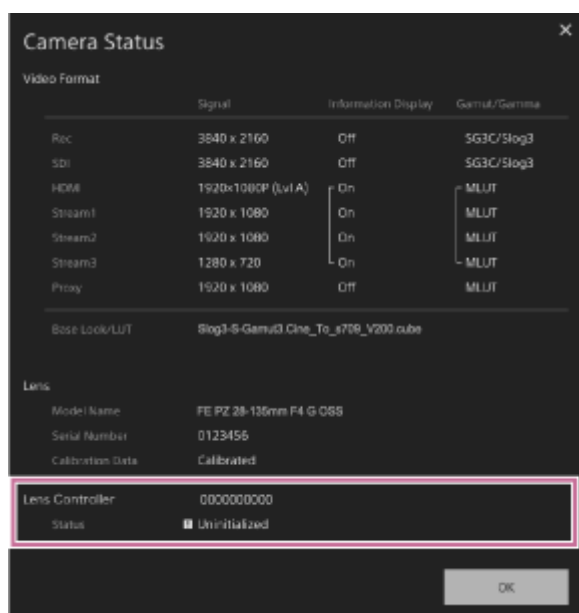 Camera Status
×
Video Format
Signal Information Display Gamut/Gamma
Rec 3840 x 2160 Off SG3C/Slog3
SDI 3840 x 2160 Off SG3C/Slog3
HDMI 1920×1080P (Lvl A) On MLUT
Stream1 1920 x 1080 On MLUT
Stream2 1920 x 1080 On MLUT
Stream3 1280 x 720 On MLUT
Proxy 1920 x 1080 Off MLUT
Base Look/LUT Slog3-S-Gamut3.Cine_To_s709_V200.cube
Lens
Model Name FE PZ 28-135mm F4 G OSS
Serial Number 0123456
Calibration Data Calibrated
Lens Controller 0000000000
Status Uninitialized
OK